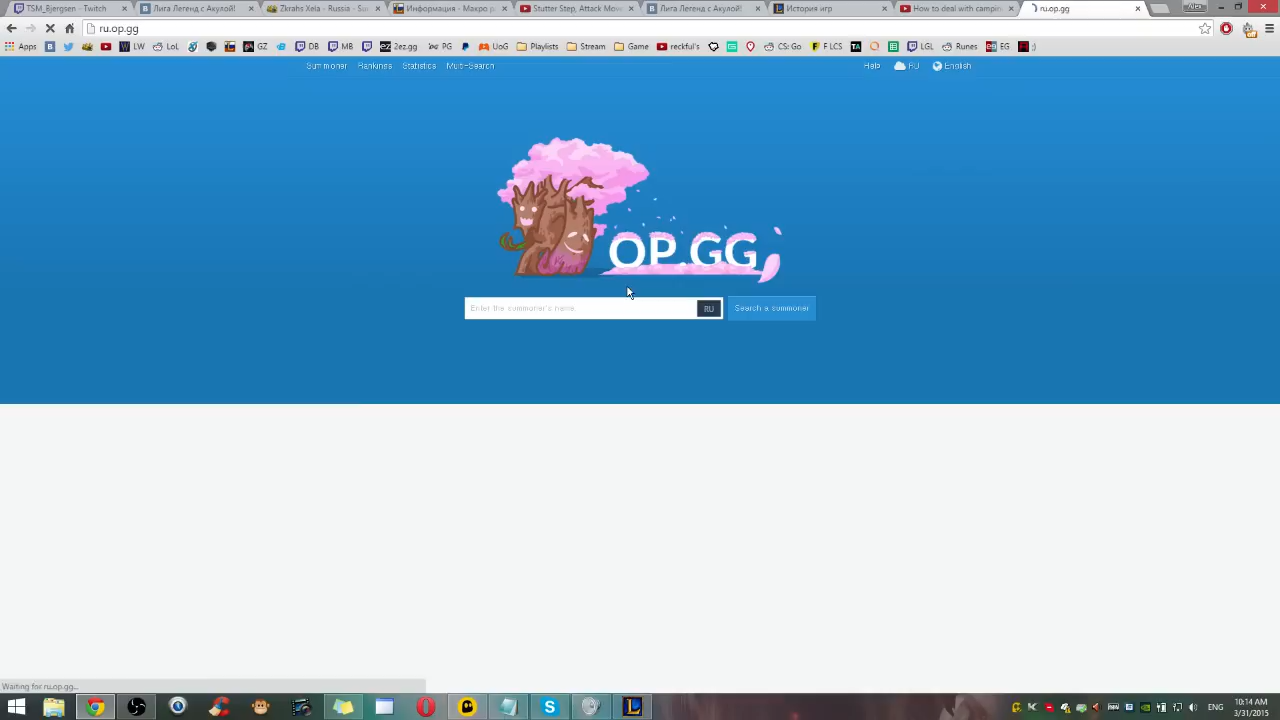 TSM_Bjergsen - Twitch
Лига Легенд с Акулой!
Zkrahs Xela - Russia - Su
Информация - Макро р
Stutter Step, Attack Mov
Лига Легенд с Акулой!
История игр
How to deal with campin
ru.op.gg
Alex
ru.op.gg
Apps LW LoL GZ DB MB 2ez.gg PG UoG Playlists Stream Game reckful's CS: Go F LCS LGL Runes EG ;)
Summoner Rankings Statistics Multi-Search
Help RU English
OP.GG
Enter the summoner's name. RU Search a summoner
Waiting for ru.op.gg...
ENG
10:14 AM
3/31/2015